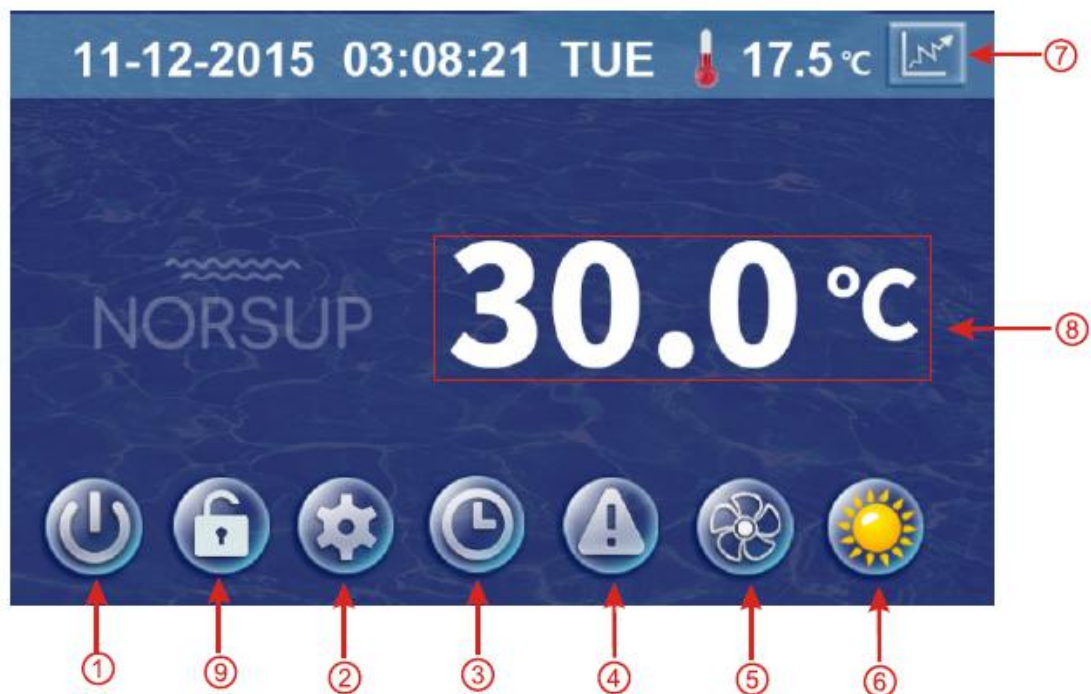 11-12-2015 03:08:21 TUE 17.5 ℃
⑦
NORSUP
30.0 ℃
⑧
① ⑨ ② ③ ④ ⑤ ⑥